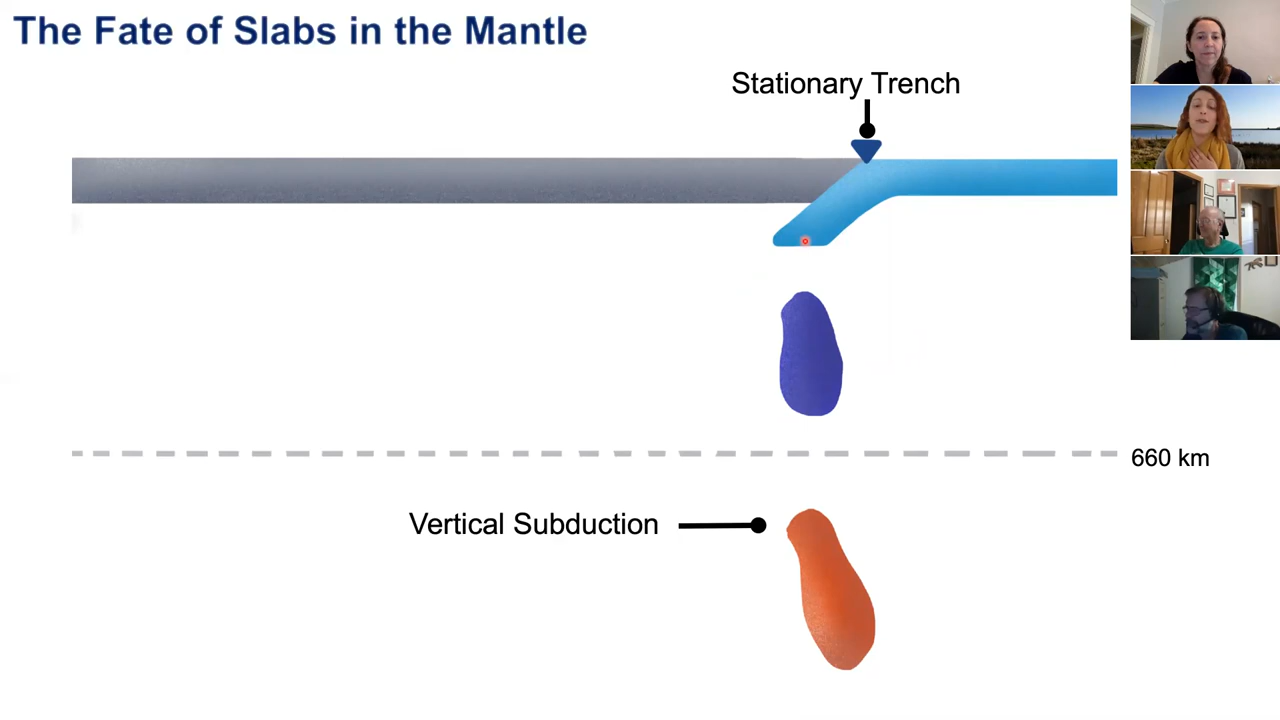 The Fate of Slabs in the Mantle
Stationary Trench
660 km
Vertical Subduction